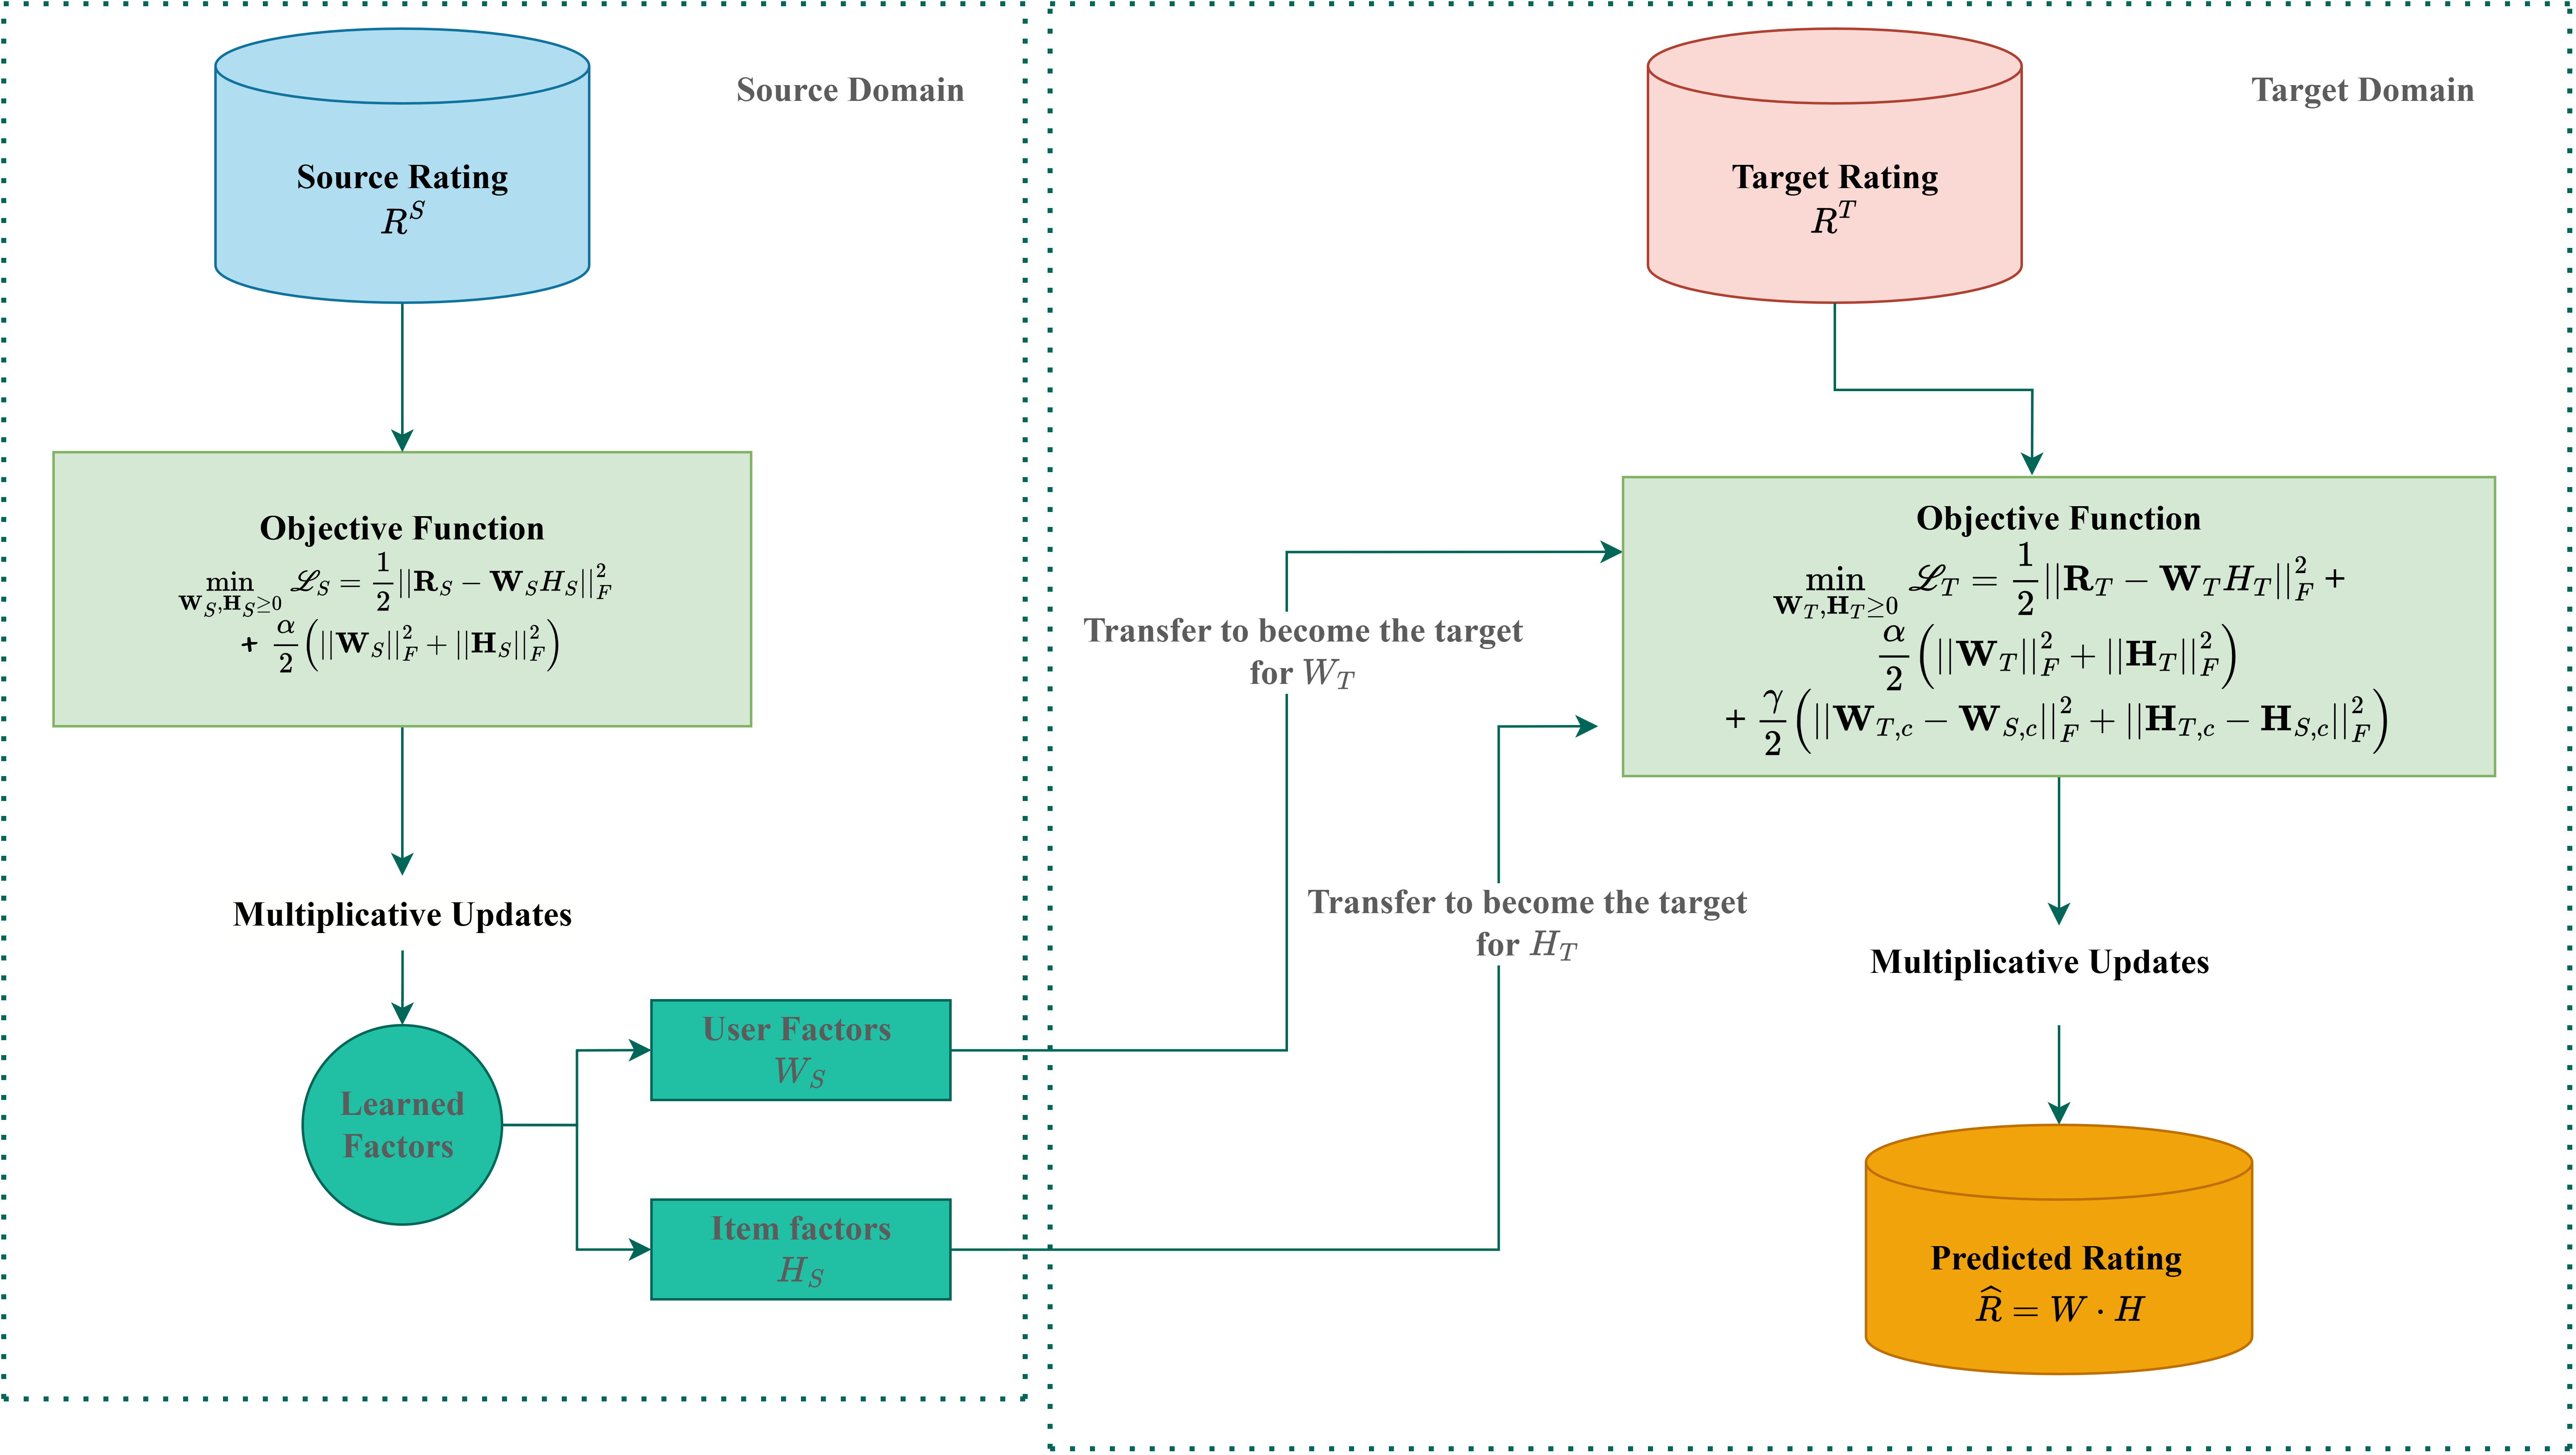 Source Domain
Source Rating
R^S
Objective Function
min_{W_S,H_S≥0} ℒ_S = 1/2 ||R_S − W_S H_S||_F^2
+ α/2 (||W_S||_F^2 + ||H_S||_F^2)
Multiplicative Updates
Learned
Factors
User Factors
W_S
Item factors
H_S
Target Domain
Target Rating
R^T
Transfer to become the target
for W_T
Transfer to become the target
for H_T
Objective Function
min_{W_T,H_T≥0} ℒ_T = 1/2 ||R_T − W_T H_T||_F^2 +
α/2 (||W_T||_F^2 + ||H_T||_F^2)
+ γ/2 (||W_{T,c} − W_{S,c}||_F^2 + ||H_{T,c} − H_{S,c}||_F^2)
Multiplicative Updates
Predicted Rating
R̂ = W · H